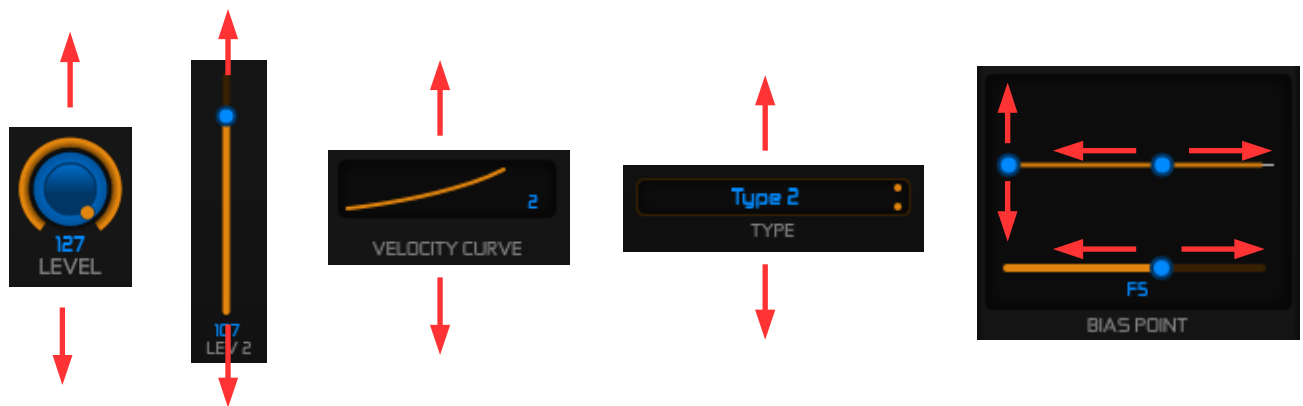 127
LEVEL
107
LEV 2
2
VELOCITY CURVE
Type 2
TYPE
F5
BIAS POINT